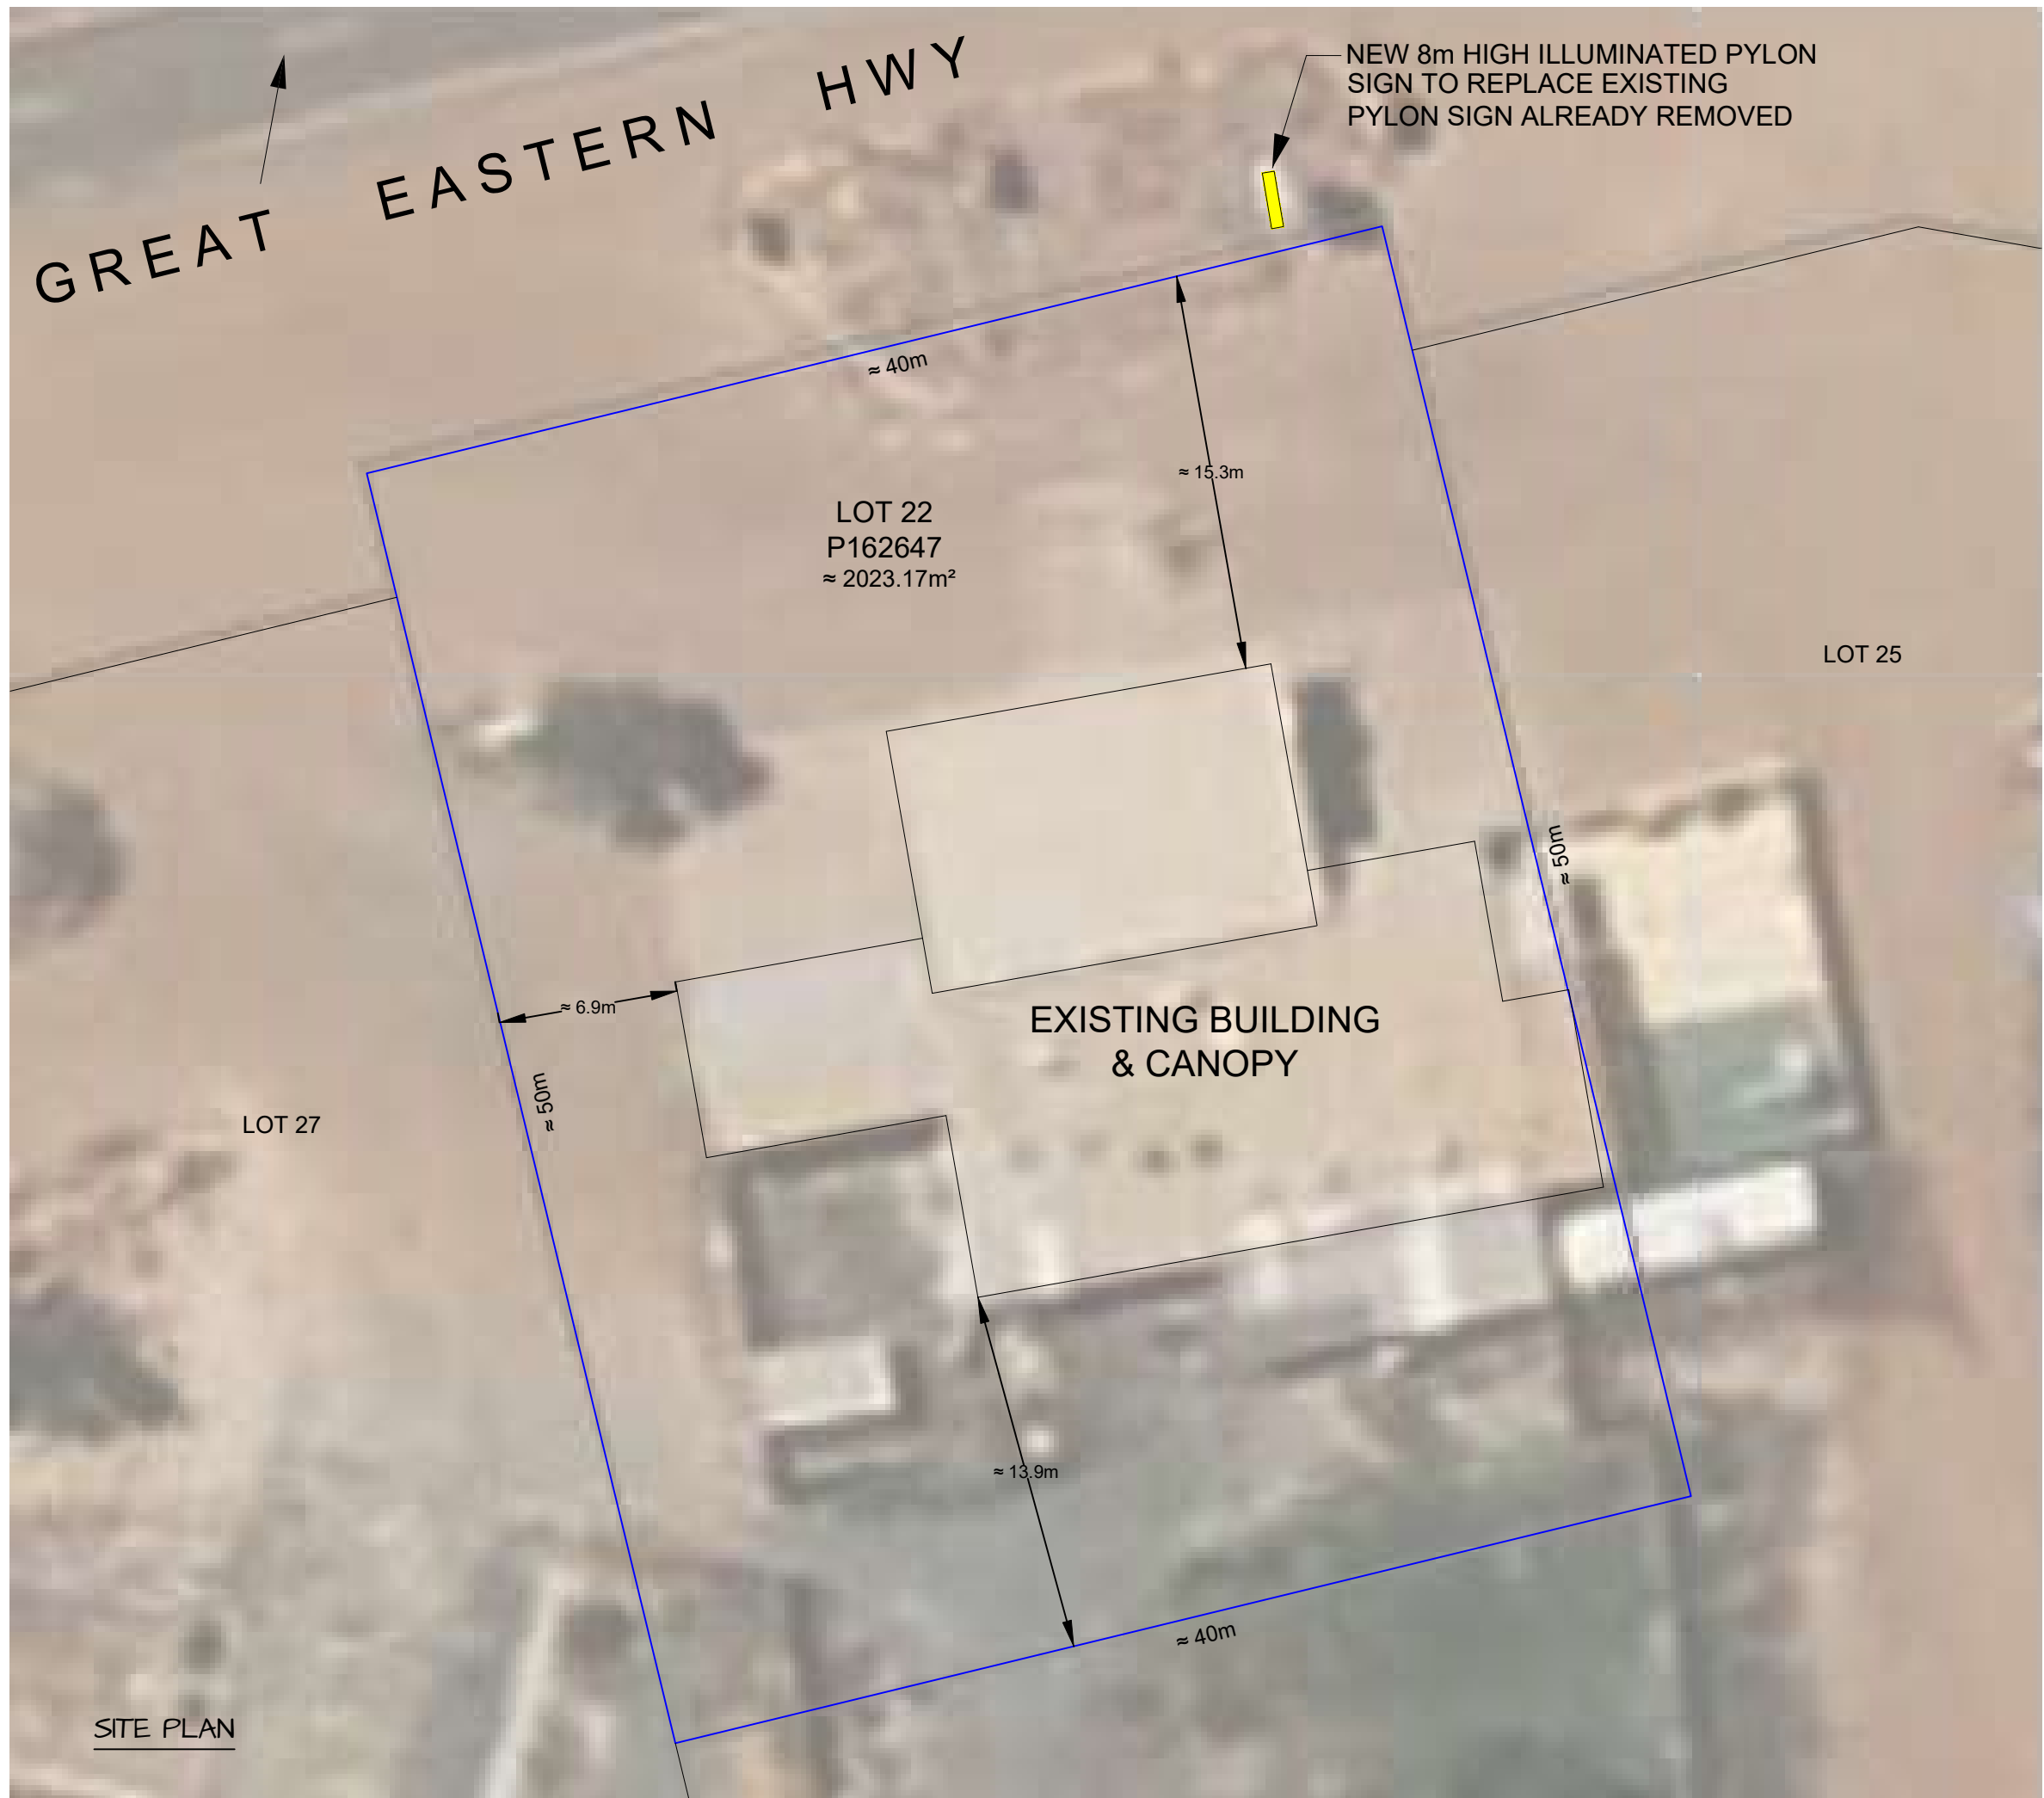 GREAT EASTERN HWY
NEW 8m HIGH ILLUMINATED PYLON
SIGN TO REPLACE EXISTING
PYLON SIGN ALREADY REMOVED
≈ 40m
≈ 15.3m
LOT 22
P162647
≈ 2023.17m²
LOT 25
≈ 50m
≈ 6.9m
EXISTING BUILDING
& CANOPY
≈ 50m
LOT 27
≈ 13.9m
≈ 40m
SITE PLAN